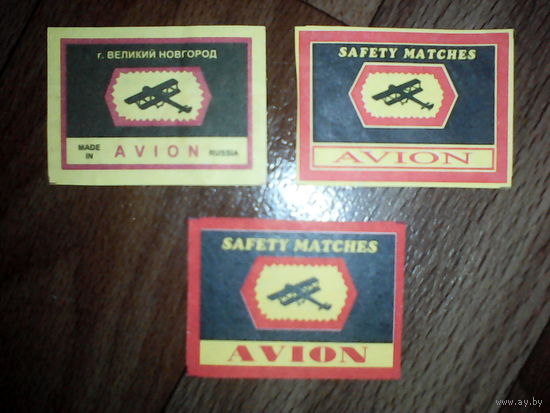 г. ВЕЛИКИЙ НОВГОРОД
MADE IN
AVION
RUSSIA
SAFETY MATCHES
AVION
SAFETY MATCHES
AVION
www.ay.by